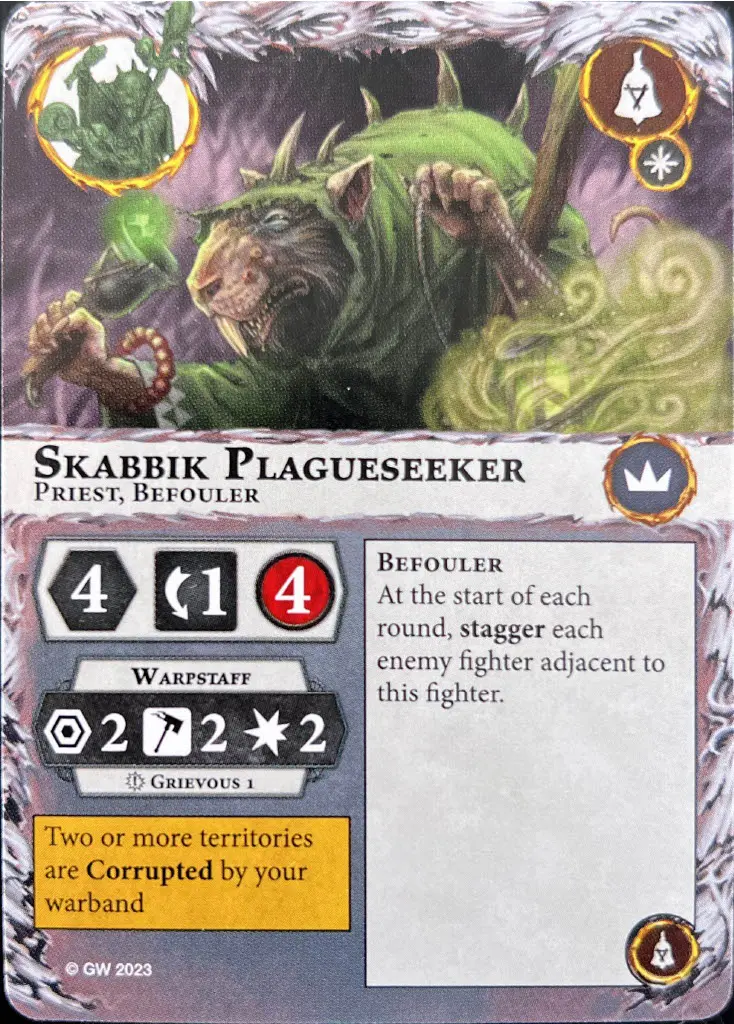 Skabbik Plagueseeker
Priest, Befouler
4 1 4
Warpstaff
2 2 2
Grievous 1
Two or more territories
are Corrupted by your
warband
Befouler
At the start of each
round, stagger each
enemy fighter adjacent to
this fighter.
© GW 2023